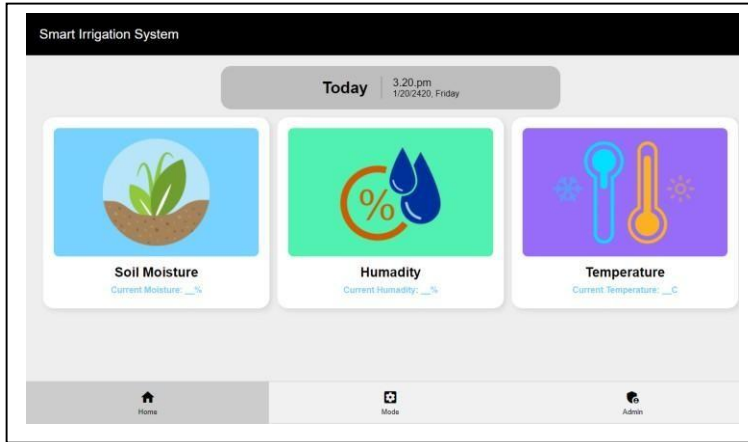 Smart Irrigation System
Today
3.20.pm
1/20/2420, Friday
%
Soil Moisture
Current Moisture: __%
Humadity
Current Humadity: __%
Temperature
Current Temperature: __C
Home
Mode
Admin